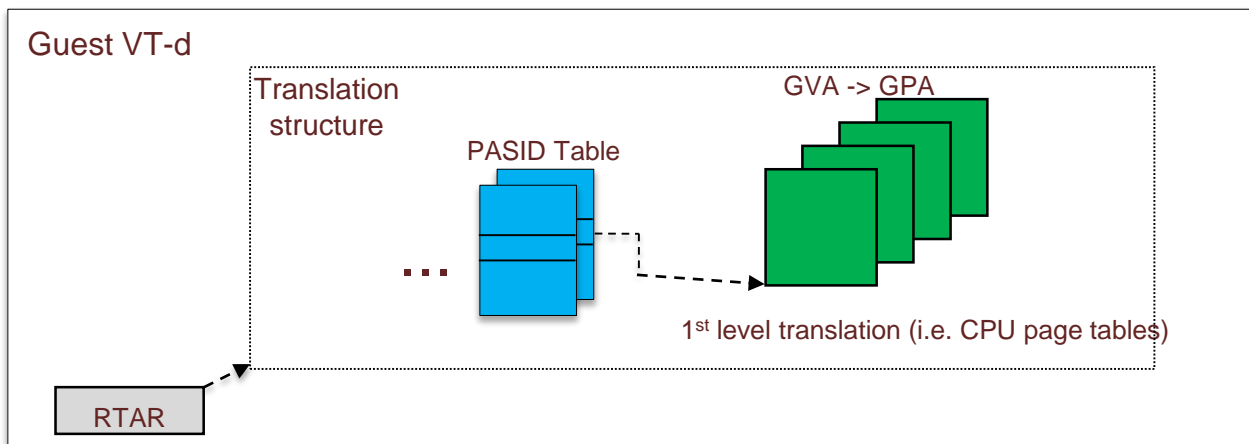 Guest VT-d
Translation
structure
GVA -> GPA
PASID Table
...
1st level translation (i.e. CPU page tables)
RTAR